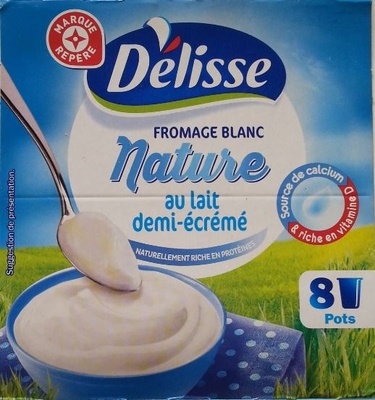 MARQUE
REPÈRE
Délisse
FROMAGE BLANC
Nature
au lait
demi-écrémé
NATURELLEMENT RICHE EN PROTÉINES
Source de calcium
& riche en vitamine D
Suggestion de présentation.
8
Pots